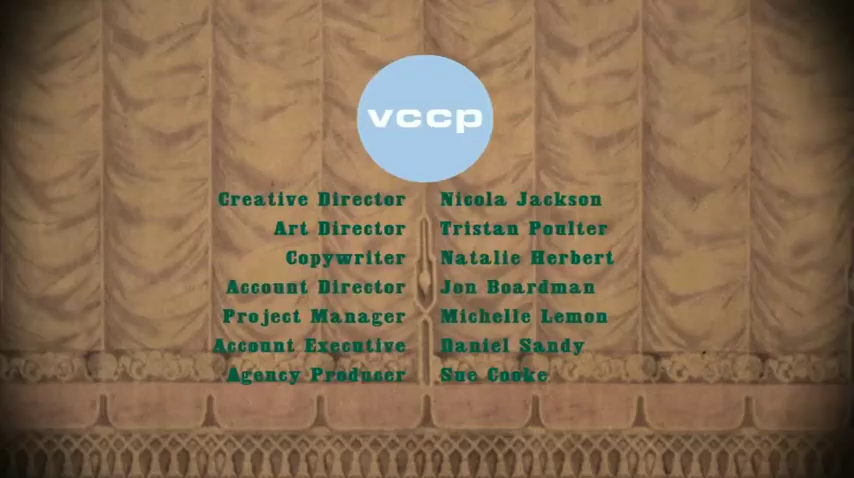 vccp
Creative Director Nicola Jackson
Art Director Tristan Poulter
Copywriter Natalie Herbert
Account Director Jon Boardman
Project Manager Michelle Lemon
Account Executive Daniel Sandy
Agency Producer Sue Cooke